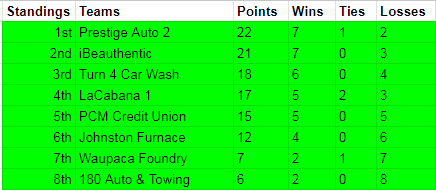 Standings Teams Points Wins Ties Losses
1st Prestige Auto 2 22 7 1 2
2nd iBeauthentic 21 7 0 3
3rd Turn 4 Car Wash 18 6 0 4
4th LaCabana 1 17 5 2 3
5th PCM Credit Union 15 5 0 5
6th Johnston Furnace 12 4 0 6
7th Waupaca Foundry 7 2 1 7
8th 180 Auto & Towing 6 2 0 8